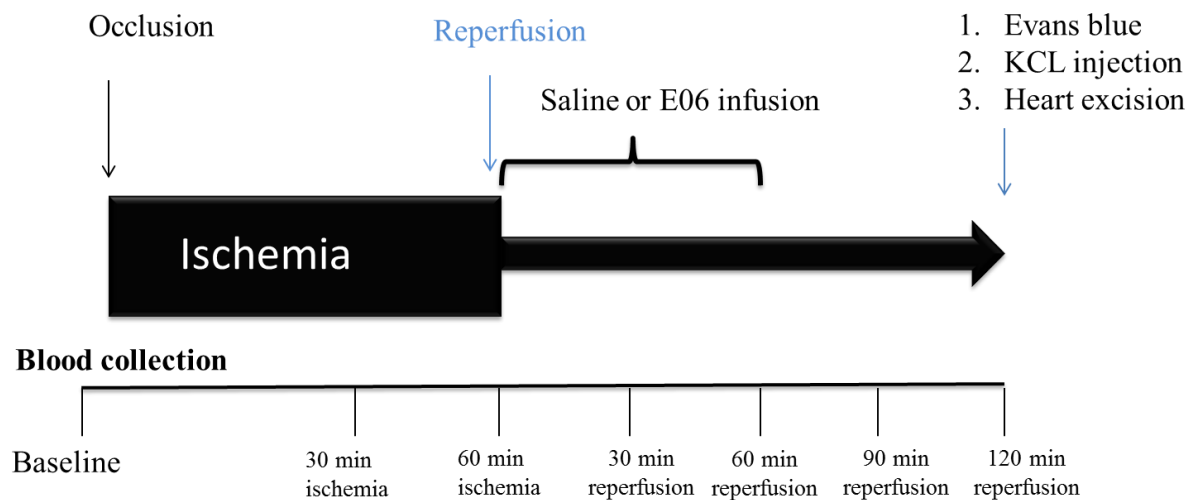 Occlusion
Reperfusion
1. Evans blue
2. KCL injection
3. Heart excision
Saline or E06 infusion
Ischemia
Blood collection
Baseline
30 min
ischemia
60 min
ischemia
30 min
reperfusion
60 min
reperfusion
90 min
reperfusion
120 min
reperfusion